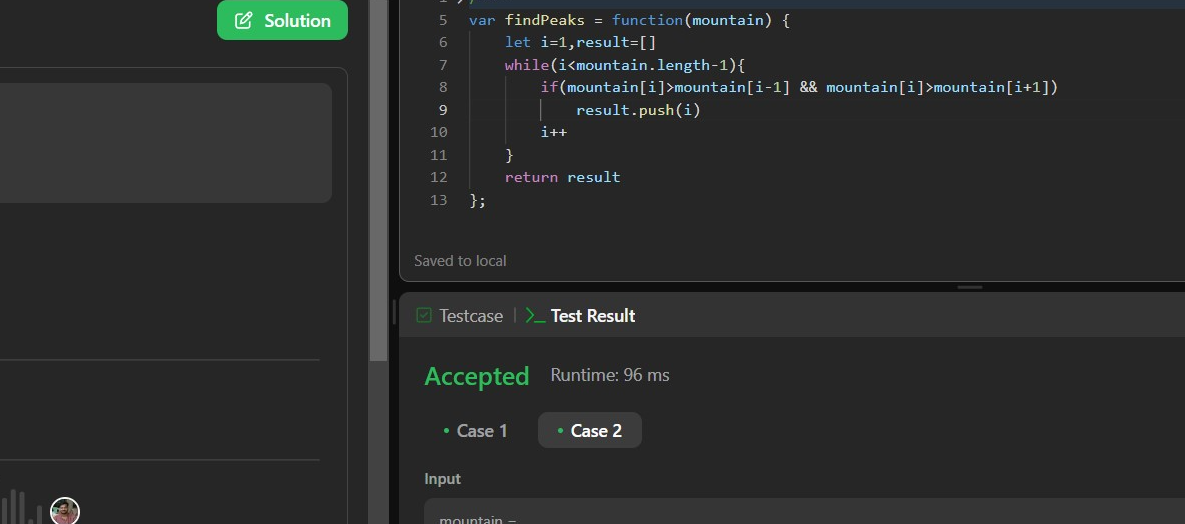 Solution
5 var findPeaks = function(mountain) {
6 let i=1,result=[]
7 while(i<mountain.length-1){
8 if(mountain[i]>mountain[i-1] && mountain[i]>mountain[i+1])
9 result.push(i)
10 i++
11 }
12 return result
13 };
Saved to local
Testcase | >_ Test Result
Accepted Runtime: 96 ms
• Case 1 • Case 2
Input
mountain =